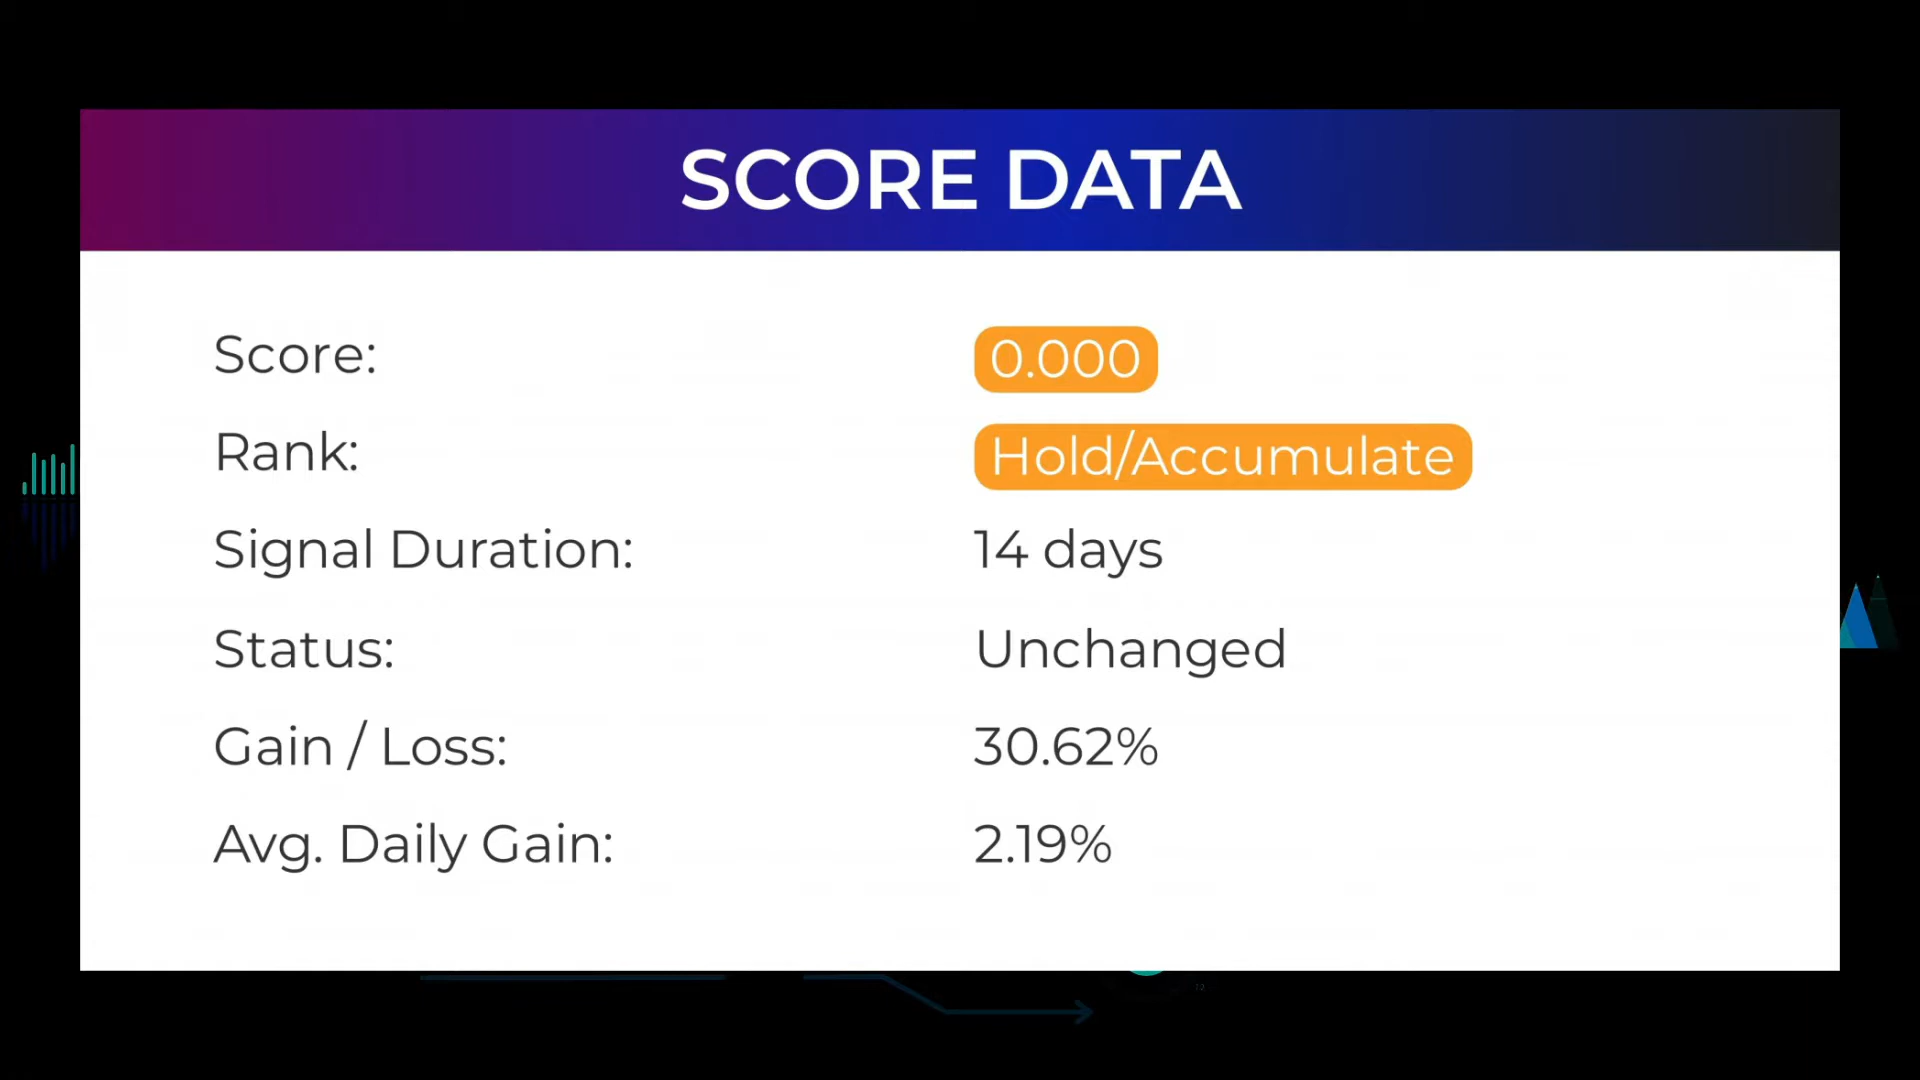 SCORE DATA
Score: 0.000
Rank: Hold/Accumulate
Signal Duration: 14 days
Status: Unchanged
Gain / Loss: 30.62%
Avg. Daily Gain: 2.19%